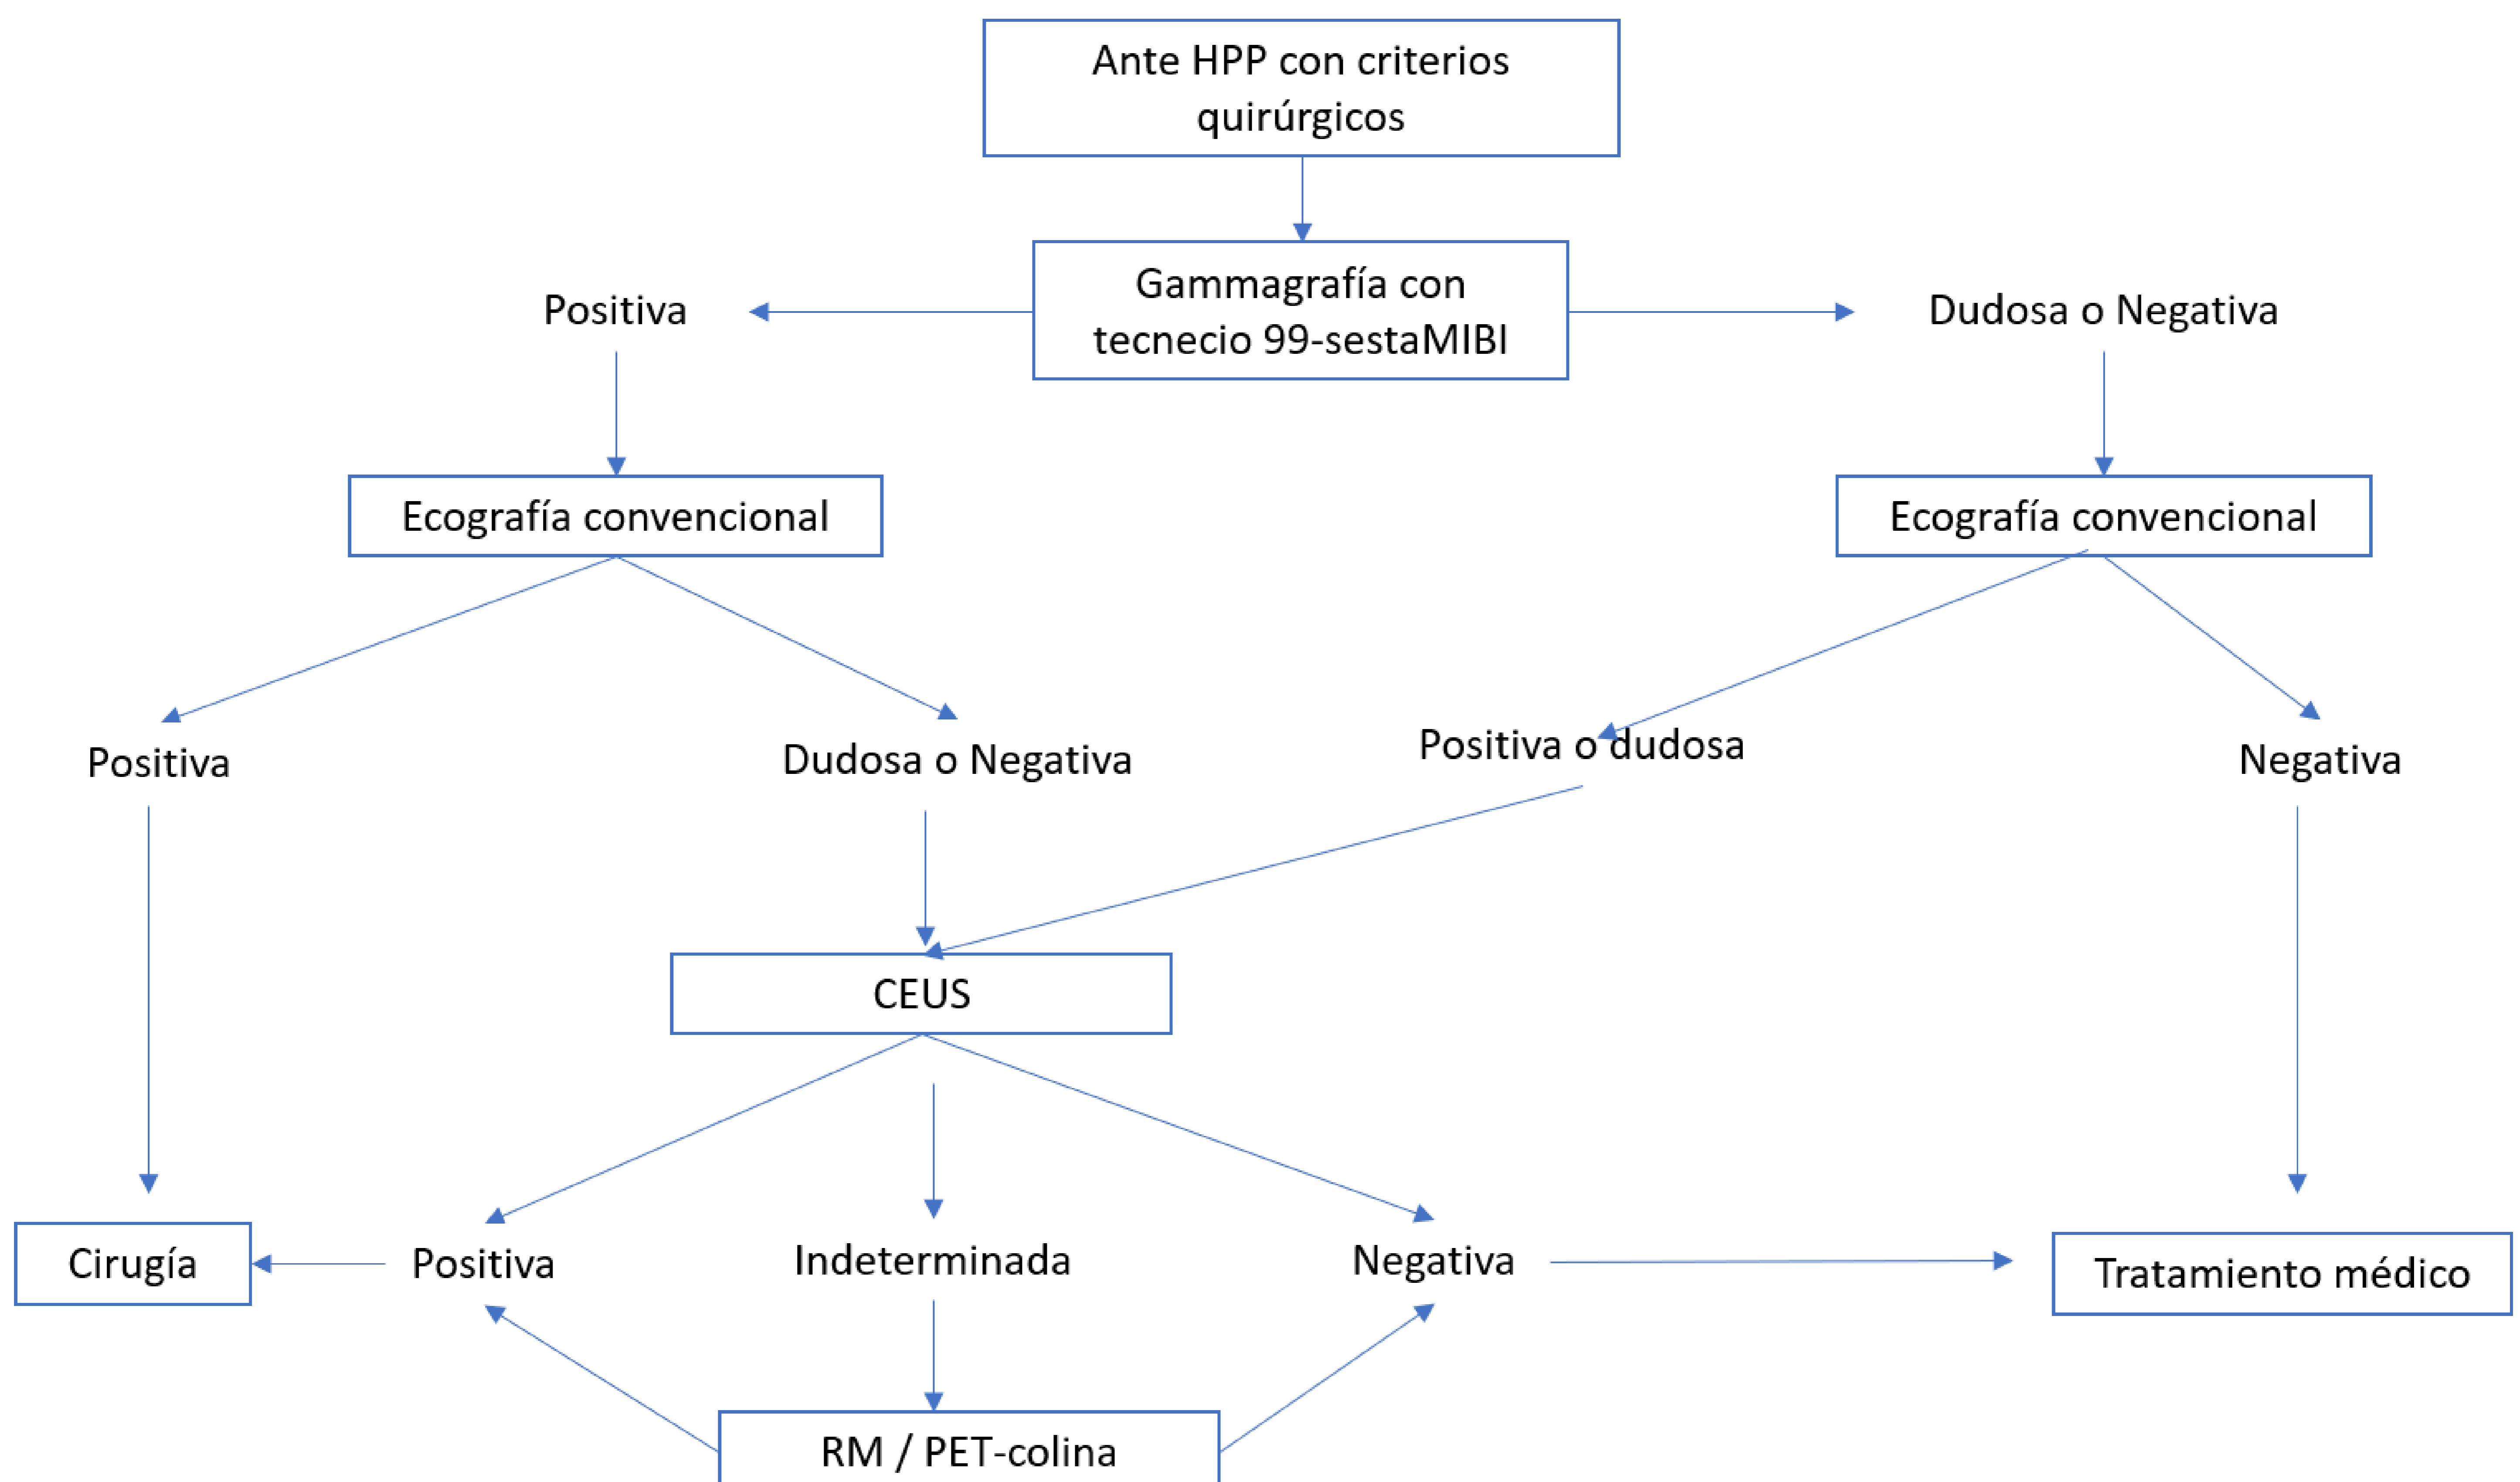 Ante HPP con criterios
quirúrgicos
Positiva
Gammagrafía con
tecnecio 99-sestaMIBI
Dudosa o Negativa
Ecografía convencional
Ecografía convencional
Positiva
Dudosa o Negativa
Positiva o dudosa
Negativa
CEUS
Cirugía
Positiva
Indeterminada
Negativa
Tratamiento médico
RM / PET-colina